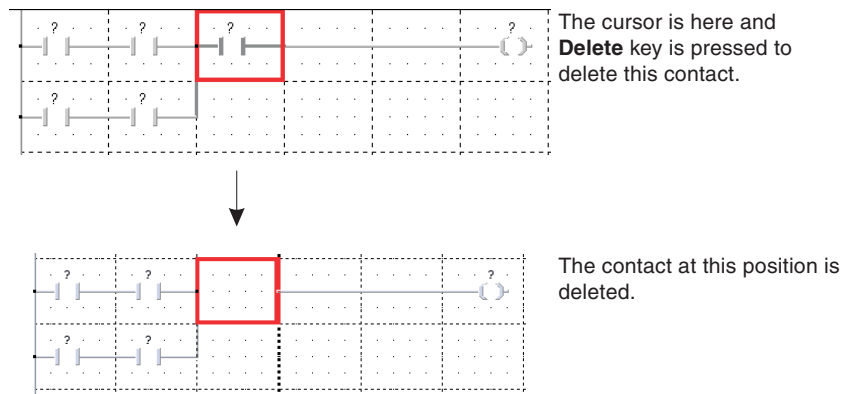 ? ? ? ?
? ?
The cursor is here and
Delete key is pressed to
delete this contact.
? ? ?
? ?
The contact at this position is
deleted.